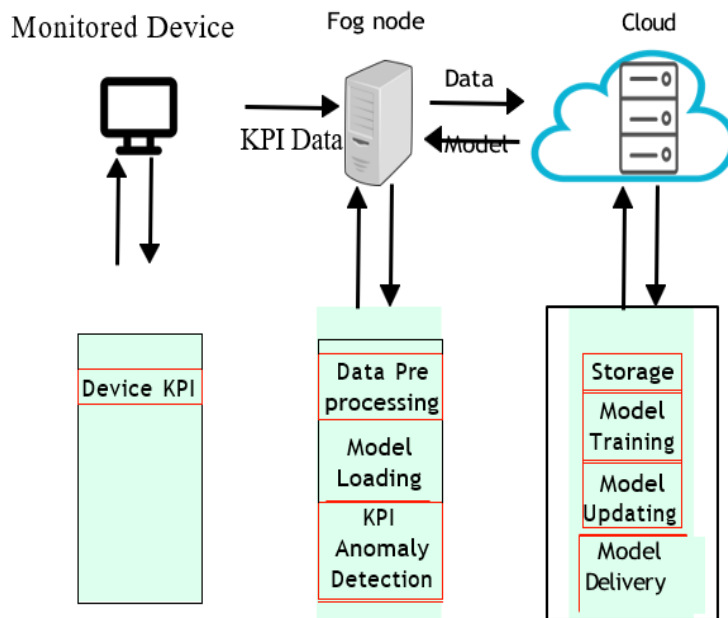 Monitored Device
Fog node
Cloud
KPI Data
Data
Model
Device KPI
Data Pre
processing
Model
Loading
KPI
Anomaly
Detection
Storage
Model
Training
Model
Updating
Model
Delivery